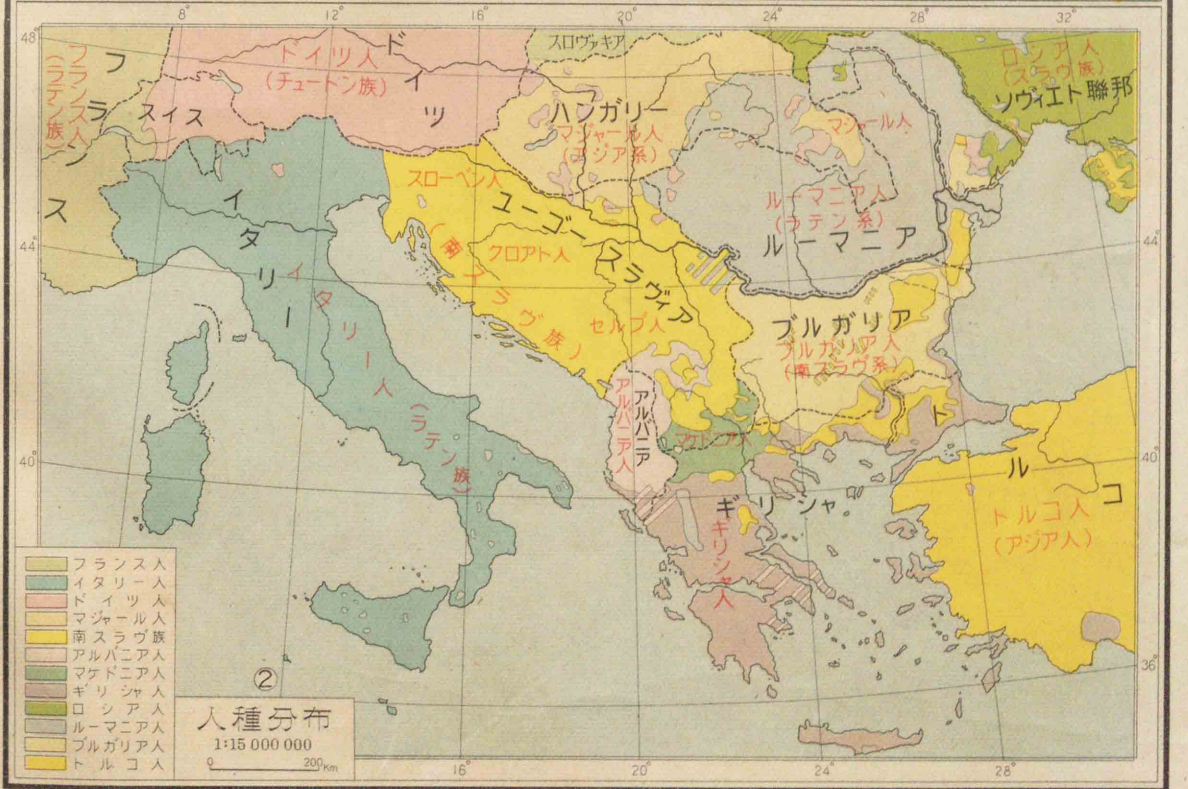 8° 12° 16° 20° 24° 28° 32°
48°
44°
40°
44°
40°
36°
16° 20° 24° 28°
フランス
フランス人
(ラテン族)
スイス
ドイツ
ドイツ人
(チュートン族)
スロヴァキア
ハンガリー
マジャール人
(アジア系)
マジャール人
ロシア人
(スラヴ族)
ソヴィエト聯邦
イタリー
イタリー人
(ラテン族)
スローベン人
ユーゴースラヴィア
クロアト人
(南スラヴ族)
セルブ人
ルーマニア人
(ラテン系)
ルーマニア
ブルガリア
ブルガリア人
(南スラヴ系)
アルバニア人
アルバニア
マケドニア人
ギリシャ
ギリシャ人
トルコ
トルコ人
(アジア人)
フランス人
イタリー人
ドイツ人
マジャール人
南スラヴ族
アルバニア人
マケドニア人
ギリシャ人
ロシア人
ルーマニア人
ブルガリア人
トルコ人
②
人種分布
1:15 000 000
0 200Km